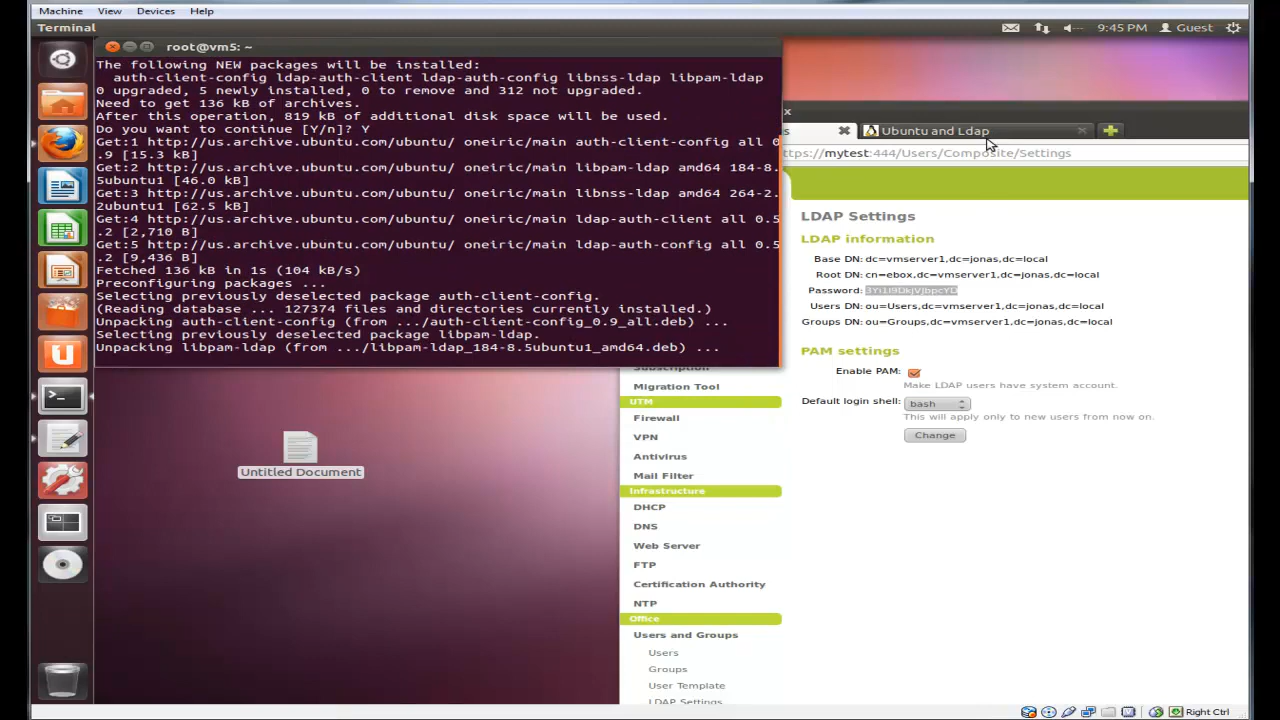 Machine View Devices Help
Terminal
9:45 PM Guest
root@vm5: ~
The following NEW packages will be installed:
auth-client-config ldap-auth-client ldap-auth-config libnss-ldap libpam-ldap
0 upgraded, 5 newly installed, 0 to remove and 312 not upgraded.
Need to get 136 kB of archives.
After this operation, 819 kB of additional disk space will be used.
Do you want to continue [Y/n]? Y
Get:1 http://us.archive.ubuntu.com/ubuntu/ oneiric/main auth-client-config all 0
.9 [15.3 kB]
Get:2 http://us.archive.ubuntu.com/ubuntu/ oneiric/main libpam-ldap amd64 184-8.
5ubuntu1 [46.0 kB]
Get:3 http://us.archive.ubuntu.com/ubuntu/ oneiric/main libnss-ldap amd64 264-2.
2ubuntu1 [62.5 kB]
Get:4 http://us.archive.ubuntu.com/ubuntu/ oneiric/main ldap-auth-client all 0.5
.2 [2,710 B]
Get:5 http://us.archive.ubuntu.com/ubuntu/ oneiric/main ldap-auth-config all 0.5
.2 [9,436 B]
Fetched 136 kB in 1s (104 kB/s)
Preconfiguring packages ...
Selecting previously deselected package auth-client-config.
(Reading database ... 127374 files and directories currently installed.)
Unpacking auth-client-config (from .../auth-client-config_0.9_all.deb) ...
Selecting previously deselected package libpam-ldap.
Unpacking libpam-ldap (from .../libpam-ldap_184-8.5ubuntu1_amd64.deb) ...
Untitled Document
Ubuntu and Ldap
ttps://mytest:444/Users/Composite/Settings
LDAP Settings
LDAP information
Base DN: dc=vmserver1,dc=jonas,dc=local
Root DN: cn=ebox,dc=vmserver1,dc=jonas,dc=local
Password:
Users DN: ou=Users,dc=vmserver1,dc=jonas,dc=local
Groups DN: ou=Groups,dc=vmserver1,dc=jonas,dc=local
PAM settings
Enable PAM:
Make LDAP users have system account.
Default login shell: bash
This will apply only to new users from now on.
Change
Subscription
Migration Tool
UTM
Firewall
VPN
Antivirus
Mail Filter
Infrastructure
DHCP
DNS
Web Server
FTP
Certification Authority
NTP
Office
Users and Groups
Users
Groups
User Template
LDAP Settings
Right Ctrl